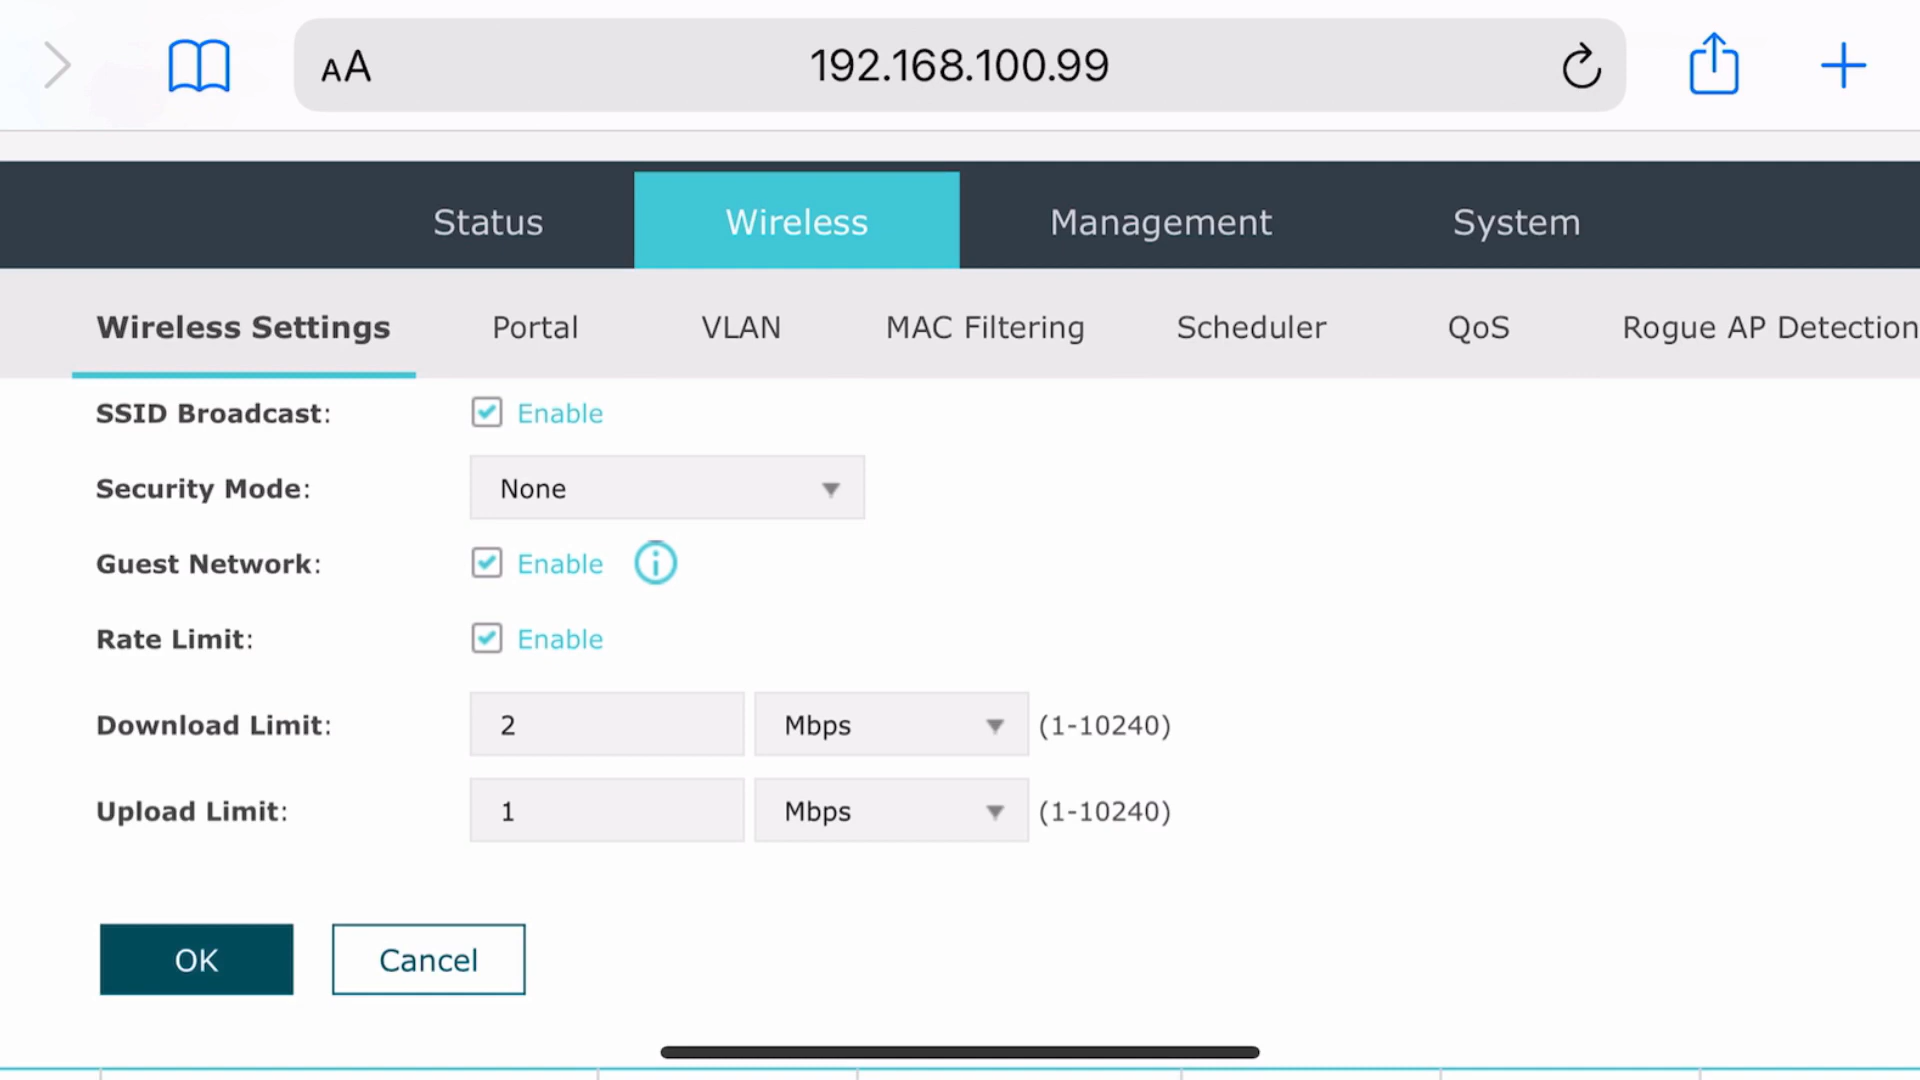 AA 192.168.100.99
Status Wireless Management System
Wireless Settings Portal VLAN MAC Filtering Scheduler QoS Rogue AP Detection
SSID Broadcast: Enable
Security Mode: None
Guest Network: Enable
Rate Limit: Enable
Download Limit: 2 Mbps (1-10240)
Upload Limit: 1 Mbps (1-10240)
OK Cancel